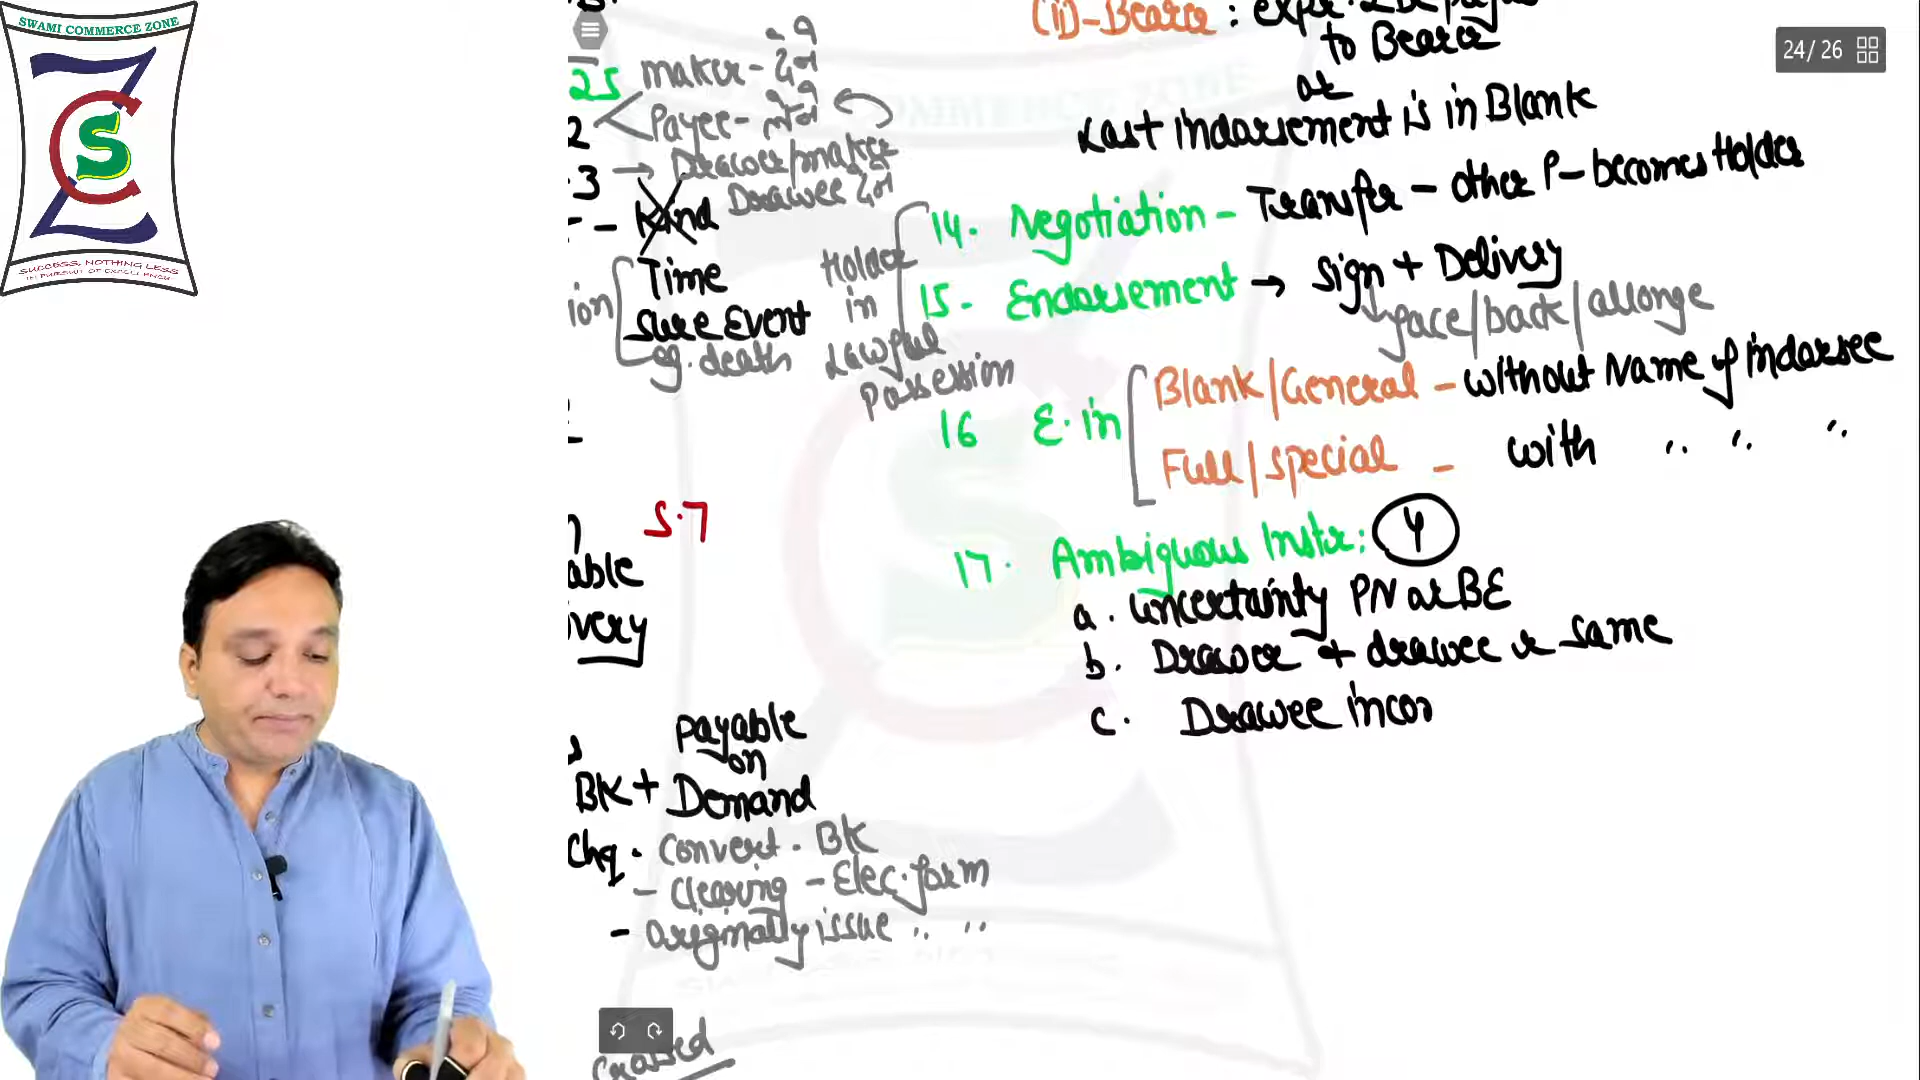 SWAMI COMMERCE ZONE
SUCCESS, NOTHING LESS
24/26
(ii)-Bearer :
to Bearer
or
Last indorsement is in Blank
25
maker-
2
Payee-
3
→ Drawer/maker
Drawee
- Kind
Time
Sure Event
eg. death
Holder
in
Lawful
Possession
14. Negotiation - Transfer - other P - becomes Holder
15- Endorsement → Sign + Delivery
face/back/allonge
16 E. in
Blank/General - without Name of indorsee
Full/special - with " " "
17. Ambiguous Instr: 4
a. uncertainty PN or BE
b. Drawer + drawee r same
c. Drawee incor
S.7
able
very
payable
on
BK + Demand
chq
- convert. BK
- Clearing - Elec. form
- originally issue " "
crossed